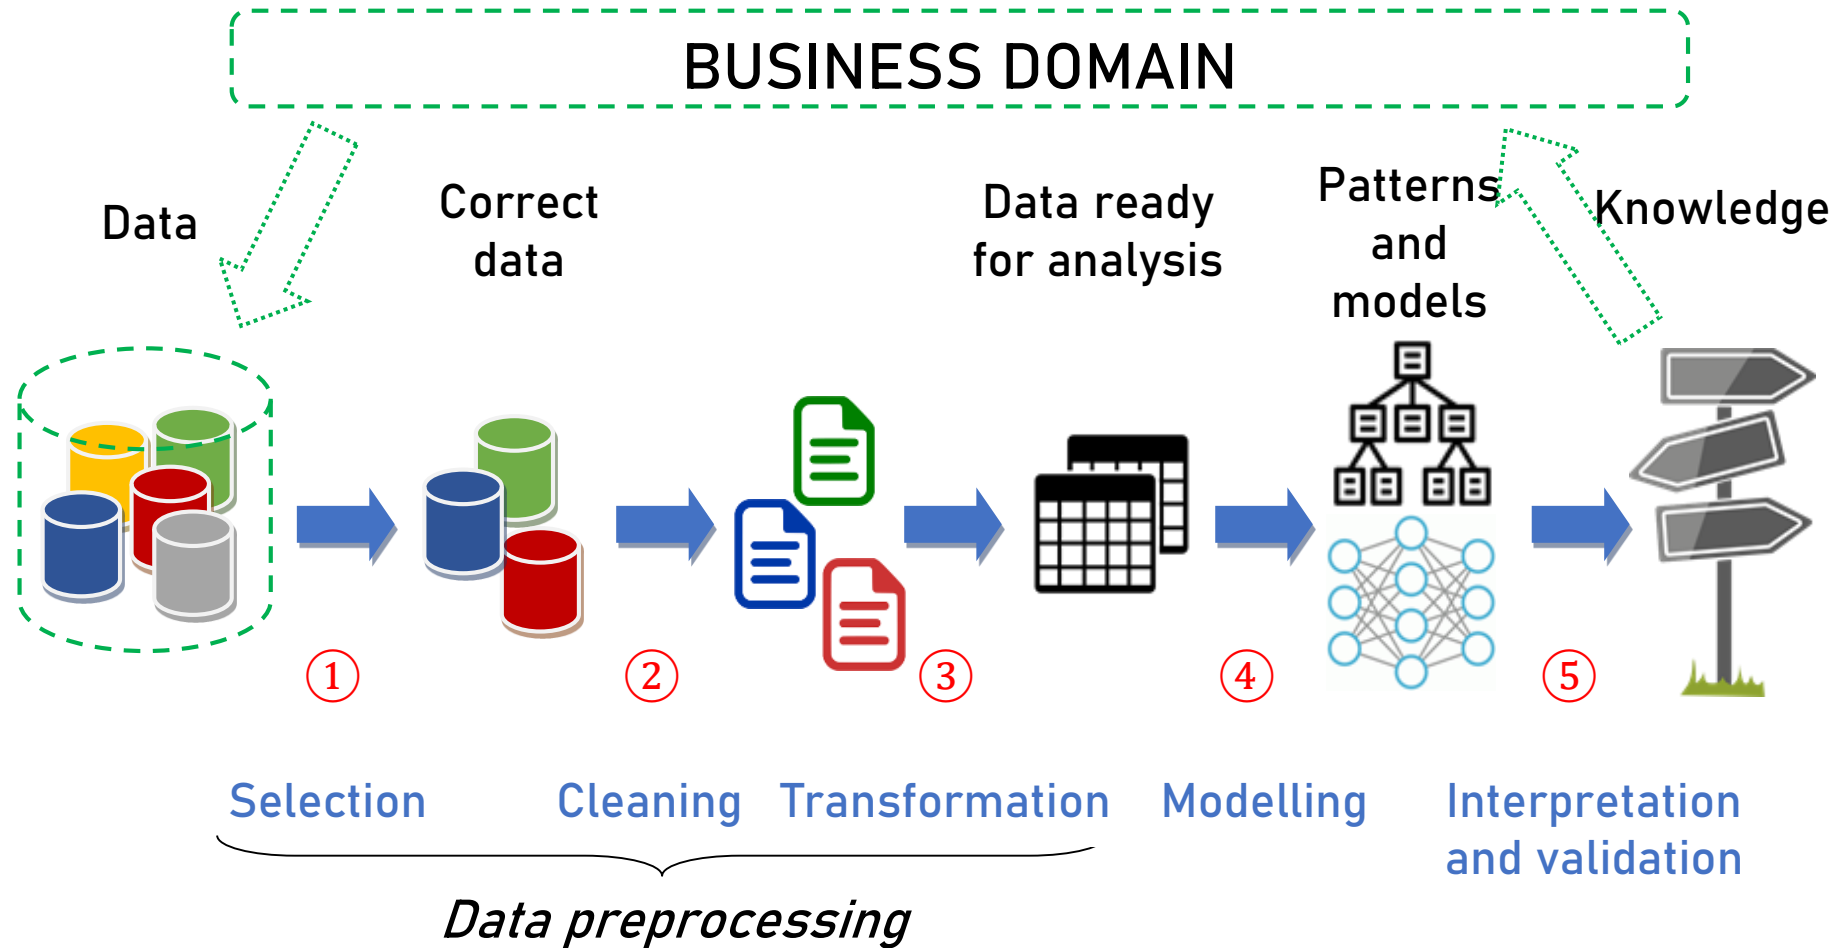 BUSINESS DOMAIN
Data
Correct
data
Data ready
for analysis
Patterns
and
models
Knowledge
①
②
③
④
⑤
Selection
Cleaning
Transformation
Modelling
Interpretation
and validation
Data preprocessing